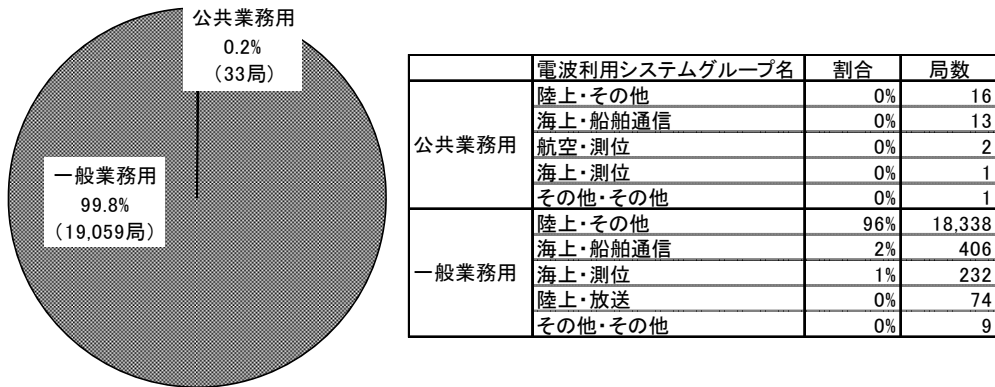 公共業務用
0.2%
（33局）
一般業務用
99.8%
（19,059局）
電波利用システムグループ名 割合 局数
公共業務用
陸上・その他 0% 16
海上・船舶通信 0% 13
航空・測位 0% 2
海上・測位 0% 1
その他・その他 0% 1
一般業務用
陸上・その他 96% 18,338
海上・船舶通信 2% 406
海上・測位 1% 232
陸上・放送 0% 74
その他・その他 0% 9